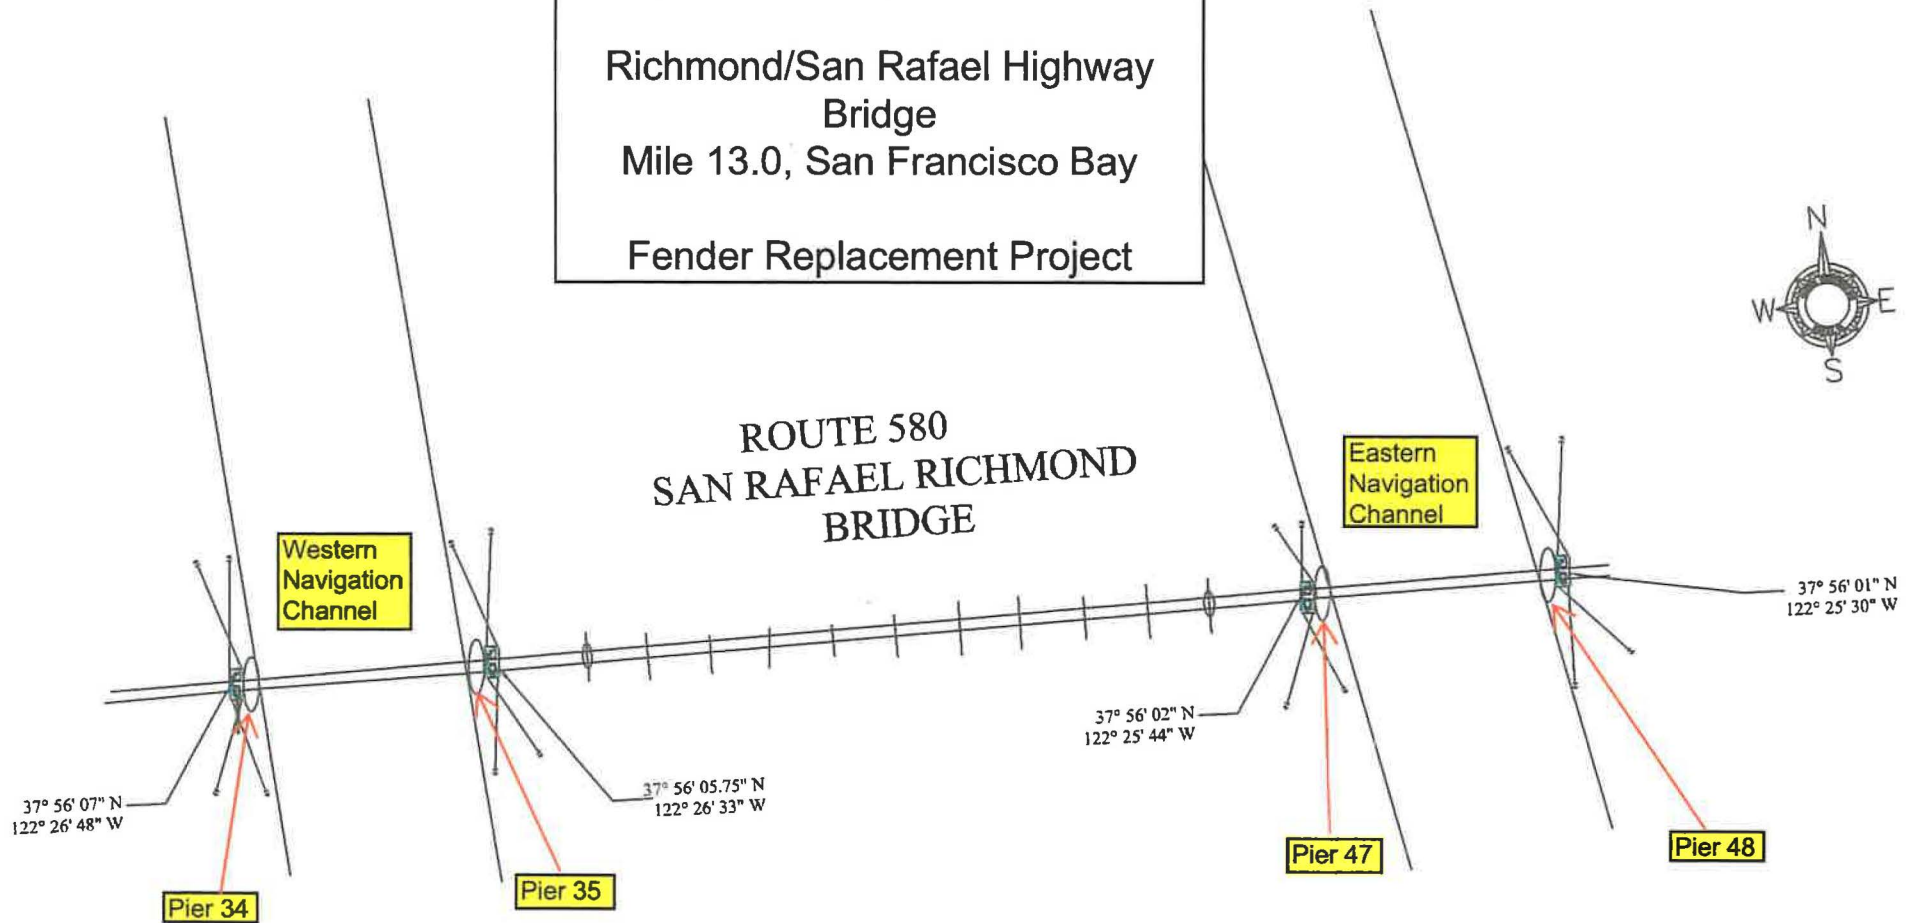 Richmond/San Rafael Highway
Bridge
Mile 13.0, San Francisco Bay
Fender Replacement Project
N
W
E
S
ROUTE 580
SAN RAFAEL RICHMOND
BRIDGE
Western
Navigation
Channel
Eastern
Navigation
Channel
37° 56' 07" N
122° 26' 48" W
37° 56' 05.75" N
122° 26' 33" W
37° 56' 02" N
122° 25' 44" W
37° 56' 01" N
122° 25' 30" W
Pier 34
Pier 35
Pier 47
Pier 48